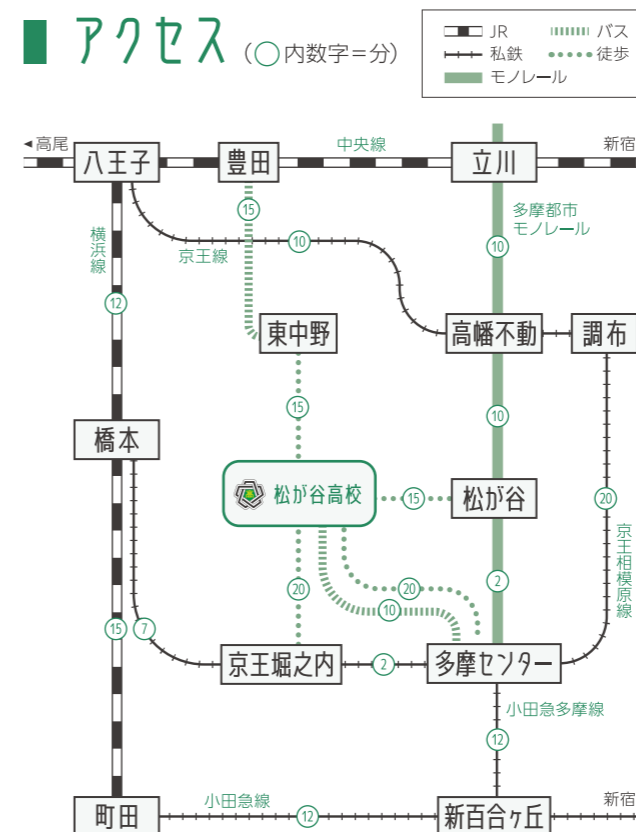 アクセス (○内数字=分)
JR
バス
私鉄
徒歩
モノレール
◂高尾
中央線
新宿
八王子
豊田
立川
15
多摩都市
モノレール
横浜線
京王線
10
10
12
東中野
高幡不動
調布
15
10
橋本
松が谷高校
15
松が谷
20
京王相模原線
20
20
10
2
15
7
京王堀之内
2
多摩センター
小田急多摩線
12
小田急線
新宿
町田
12
新百合ヶ丘